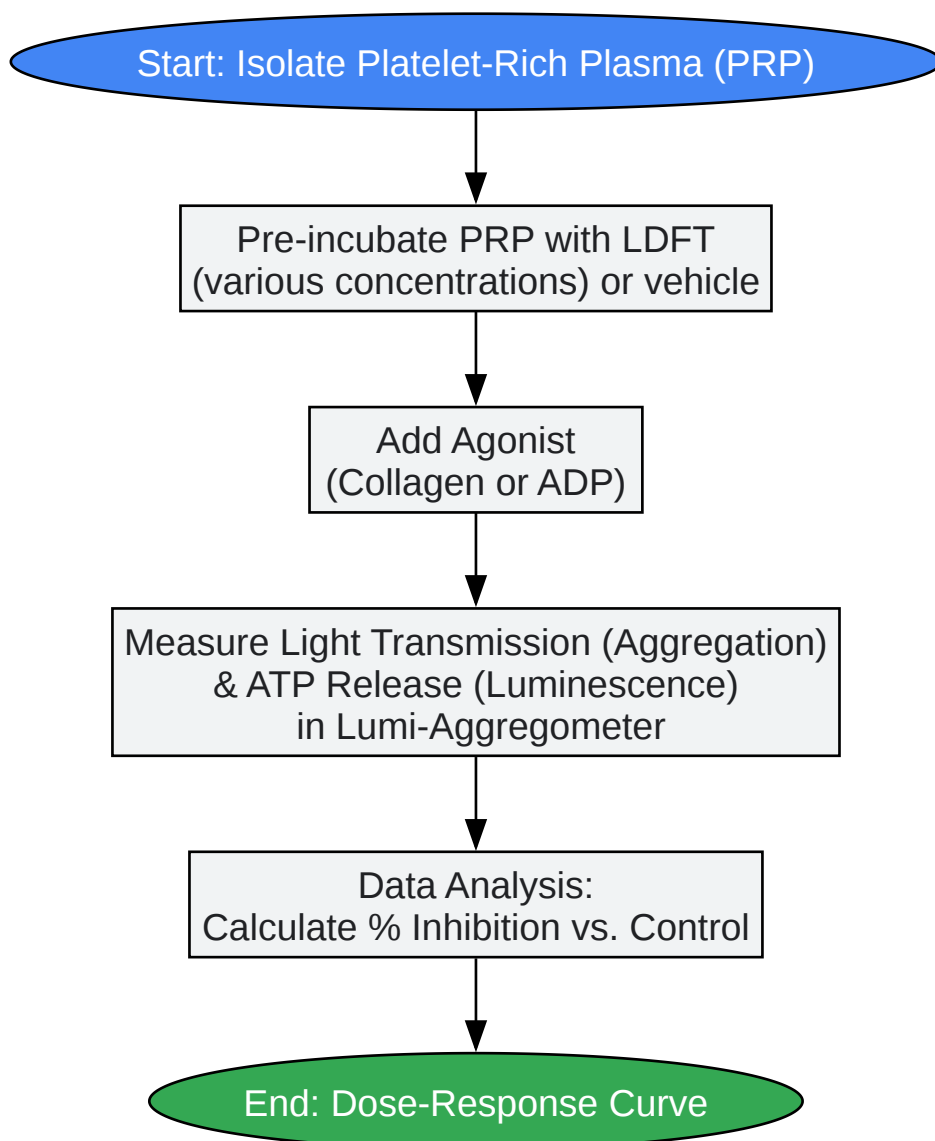 Start: Isolate Platelet-Rich Plasma (PRP)
Pre-incubate PRP with LDFT
(various concentrations) or vehicle
Add Agonist
(Collagen or ADP)
Measure Light Transmission (Aggregation)
& ATP Release (Luminescence)
in Lumi-Aggregometer
Data Analysis:
Calculate % Inhibition vs. Control
End: Dose-Response Curve